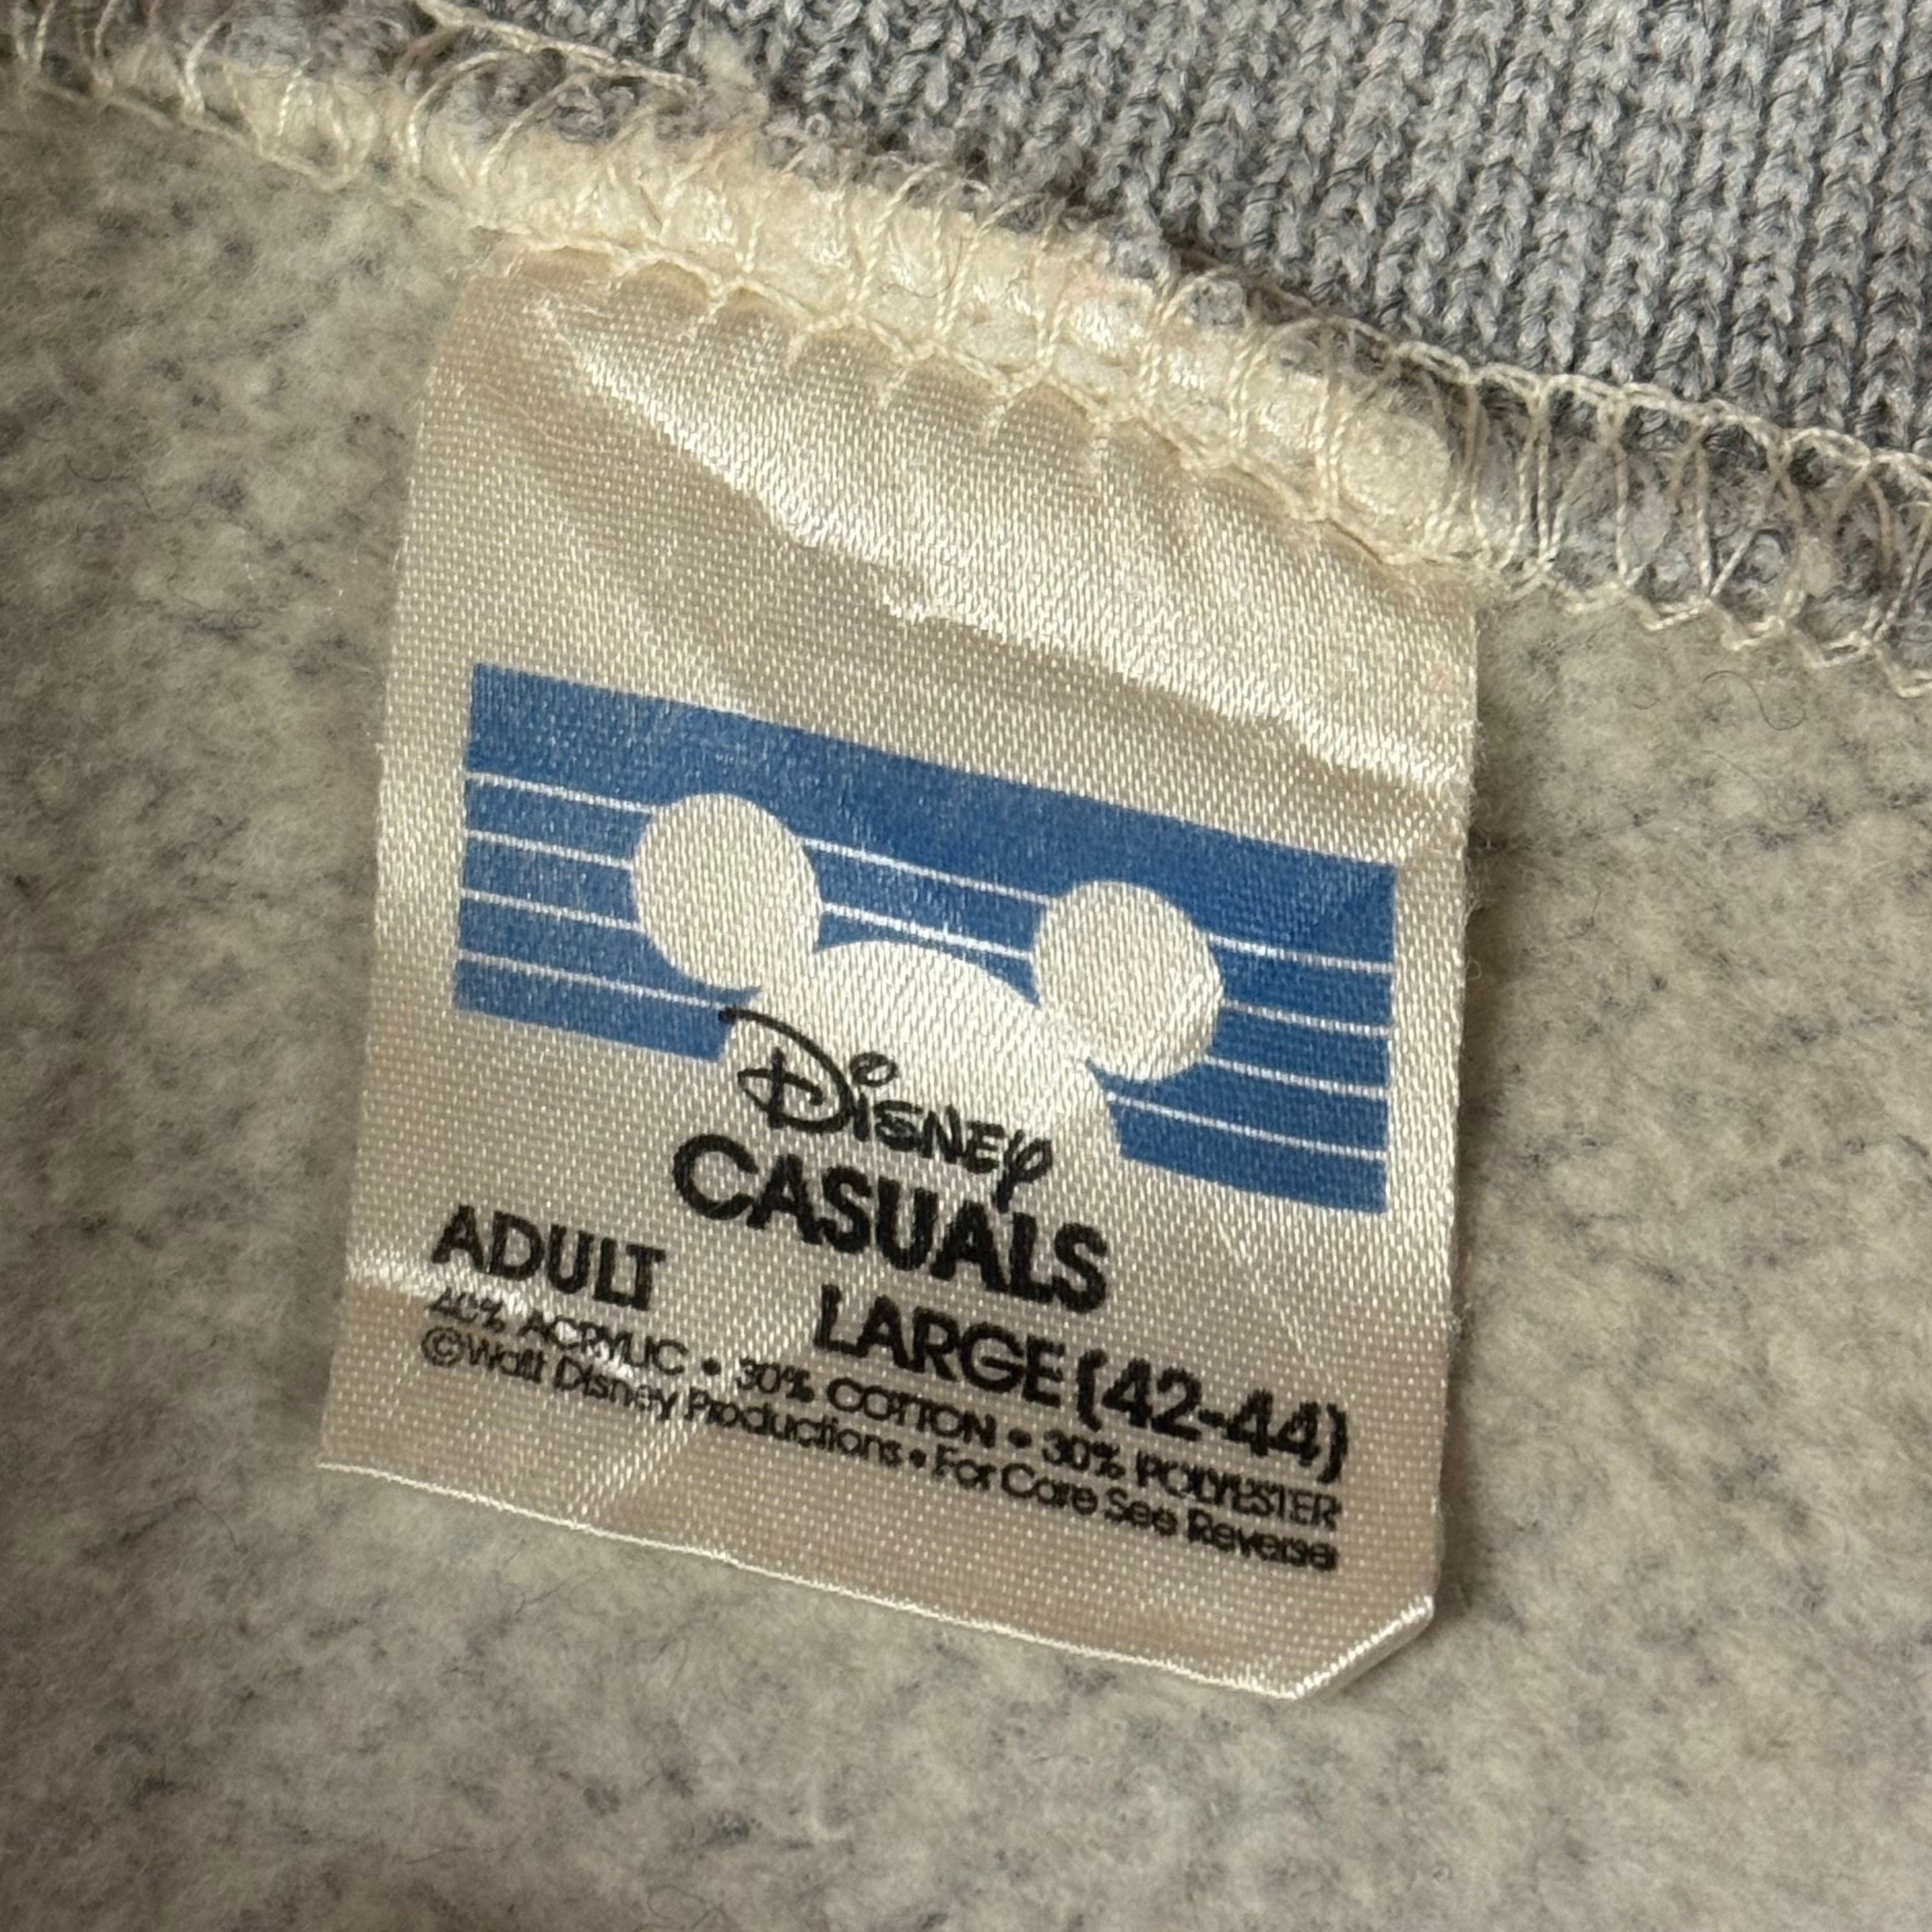 Disney
CASUALS
ADULT LARGE (42-44)
40% ACRYLIC • 30% COTTON • 30% POLYESTER
©Walt Disney Productions • For Care See Reverse